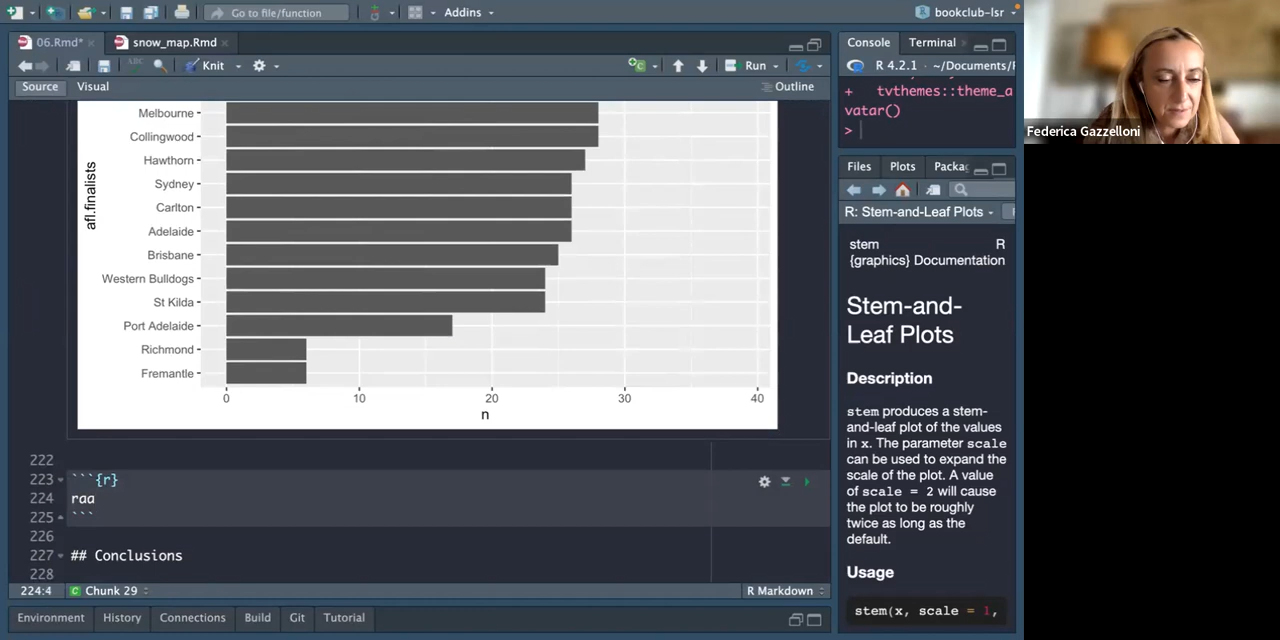 Go to file/function
Addins
bookclub-lsr
06.Rmd*
snow_map.Rmd
ABC
Knit
Run
Source
Visual
Outline
Melbourne
Collingwood
Hawthorn
Sydney
Carlton
Adelaide
Brisbane
Western Bulldogs
St Kilda
Port Adelaide
Richmond
Fremantle
afl.finalists
0
10
20
30
40
n
222
223 ```{r}
224 raa
225 ```
226
227 ## Conclusions
228
224:4
Chunk 29
R Markdown
Environment
History
Connections
Build
Git
Tutorial
Console
Terminal
R 4.2.1 · ~/Documents/
+ tvthemes::theme_a
vatar()
>
Files
Plots
Packa
R: Stem-and-Leaf Plots
stem R
{graphics} Documentation
Stem-and-
Leaf Plots
Description
stem produces a stem-
and-leaf plot of the values
in x. The parameter scale
can be used to expand the
scale of the plot. A value
of scale = 2 will cause
the plot to be roughly
twice as long as the
default.
Usage
stem(x, scale = 1,
Federica Gazzelloni